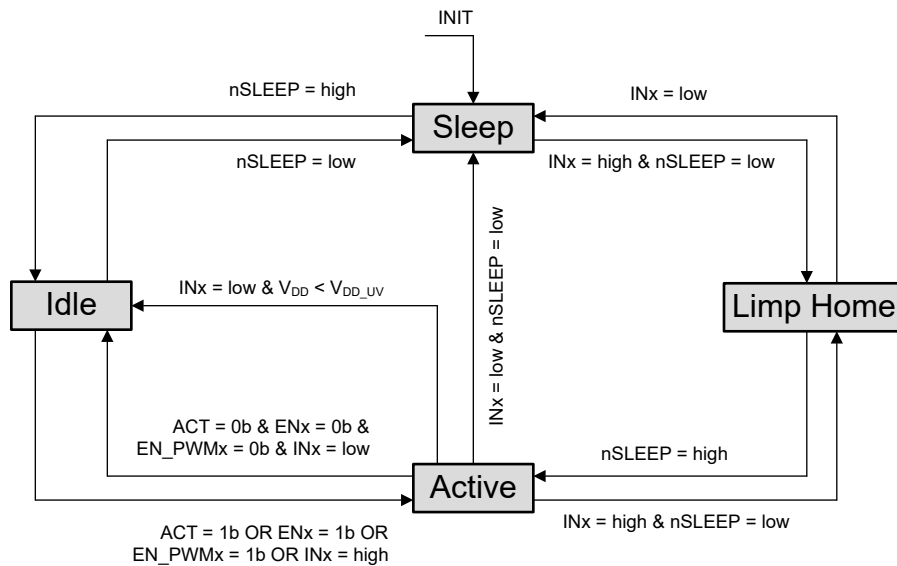 INIT
nSLEEP = high
INx = low
Sleep
nSLEEP = low
INx = high & nSLEEP = low
INx = low & V_DD < V_DD_UV
INx = low & nSLEEP = low
Idle
Limp Home
ACT = 0b & ENx = 0b &
EN_PWMx = 0b & INx = low
nSLEEP = high
Active
INx = high & nSLEEP = low
ACT = 1b OR ENx = 1b OR
EN_PWMx = 1b OR INx = high